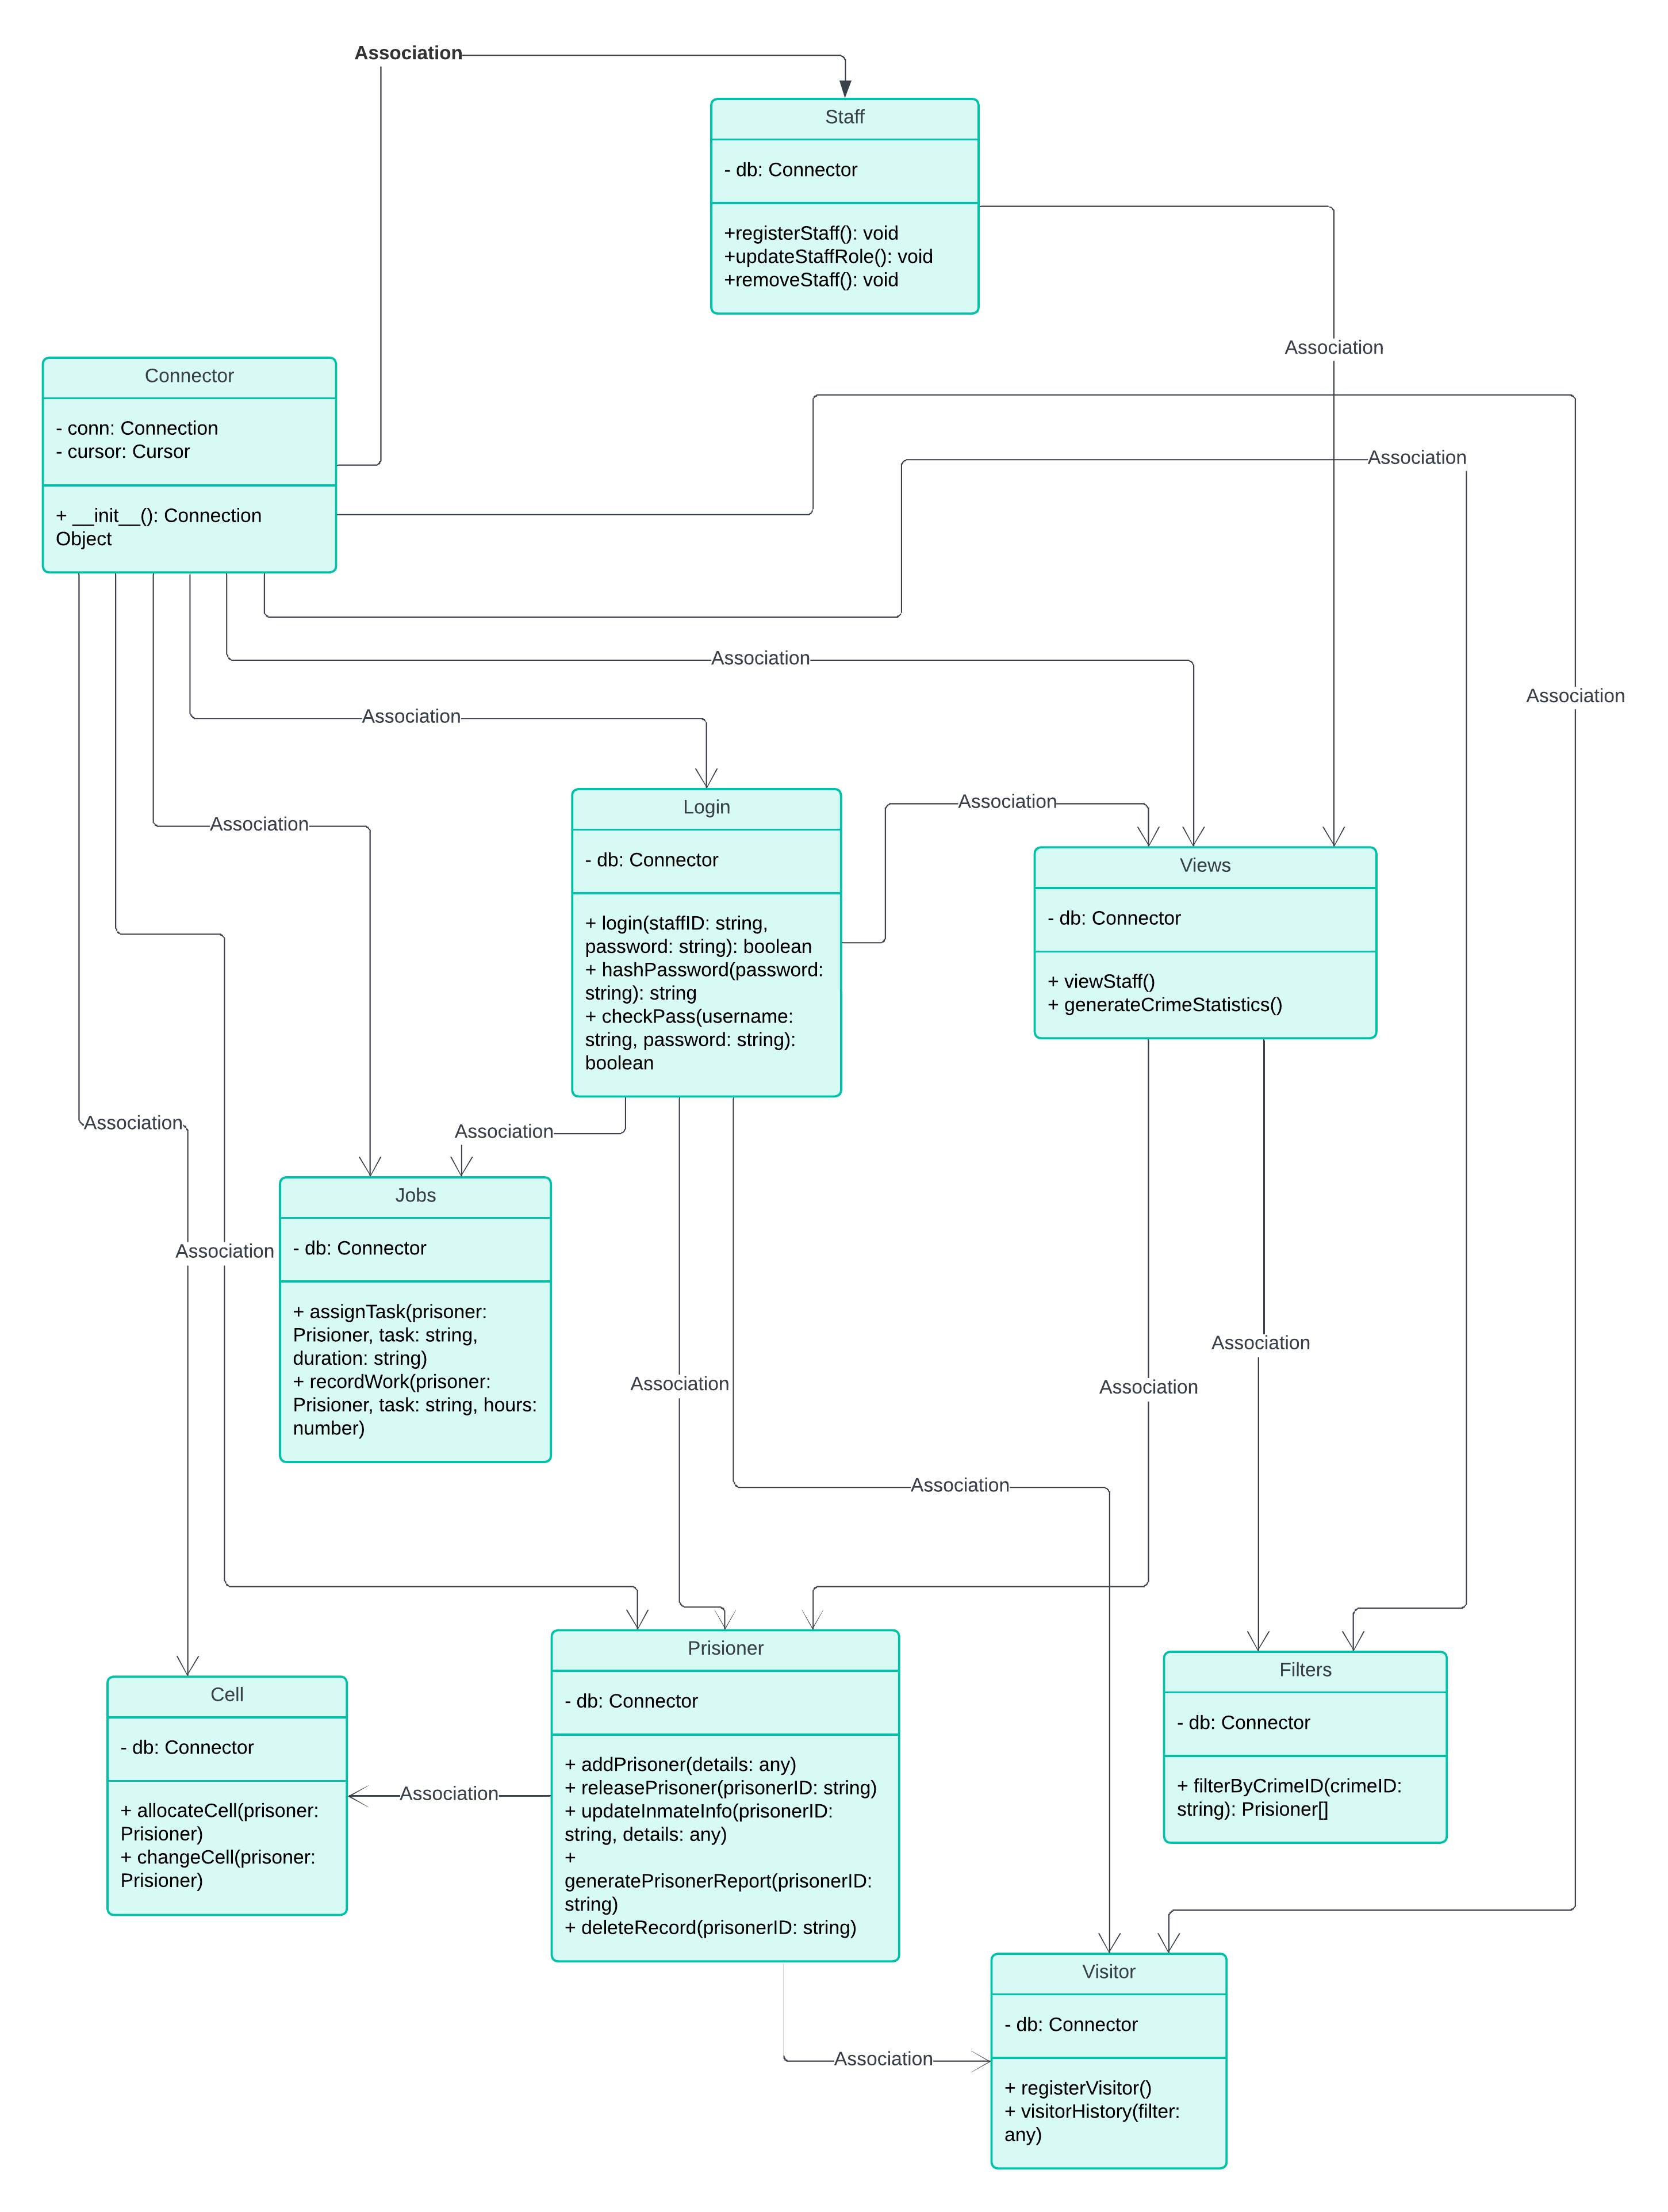 Association
Staff
- db: Connector
+registerStaff(): void
+updateStaffRole(): void
+removeStaff(): void
Association
Connector
- conn: Connection
- cursor: Cursor
+ __init__(): Connection
Object
Association
Association
Association
Association
Association
Login
- db: Connector
+ login(staffID: string,
password: string): boolean
+ hashPassword(password:
string): string
+ checkPass(username:
string, password: string):
boolean
Association
Views
- db: Connector
+ viewStaff()
+ generateCrimeStatistics()
Association
Association
Jobs
- db: Connector
+ assignTask(prisoner:
Prisioner, task: string,
duration: string)
+ recordWork(prisoner:
Prisioner, task: string, hours:
number)
Association
Association
Association
Association
Association
Prisioner
- db: Connector
+ addPrisoner(details: any)
+ releasePrisoner(prisonerID: string)
+ updateInmateInfo(prisonerID:
string, details: any)
+
generatePrisonerReport(prisonerID:
string)
+ deleteRecord(prisonerID: string)
Filters
- db: Connector
+ filterByCrimeID(crimeID:
string): Prisioner[]
Cell
- db: Connector
+ allocateCell(prisoner:
Prisioner)
+ changeCell(prisoner:
Prisioner)
Association
Visitor
- db: Connector
+ registerVisitor()
+ visitorHistory(filter:
any)
Association